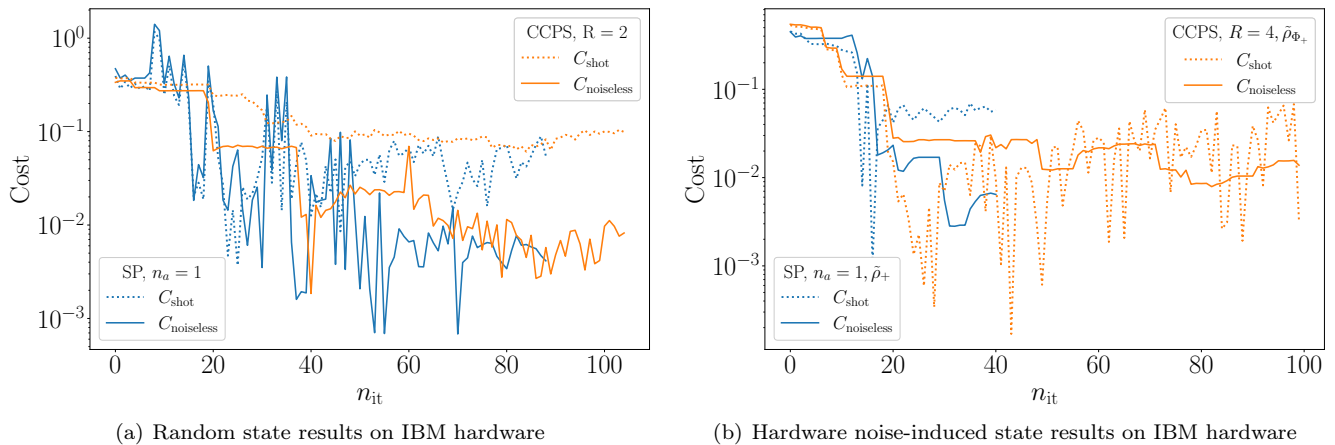 CCPS, R = 2
C_shot
C_noiseless
SP, n_a = 1
C_shot
C_noiseless
Cost
10^0
10^{-1}
10^{-2}
10^{-3}
0 20 40 60 80 100
n_it
(a) Random state results on IBM hardware
CCPS, R = 4, ρ̃_{Φ_+}
C_shot
C_noiseless
SP, n_a = 1, ρ̃_+
C_shot
C_noiseless
Cost
10^{-1}
10^{-2}
10^{-3}
0 20 40 60 80 100
n_it
(b) Hardware noise-induced state results on IBM hardware